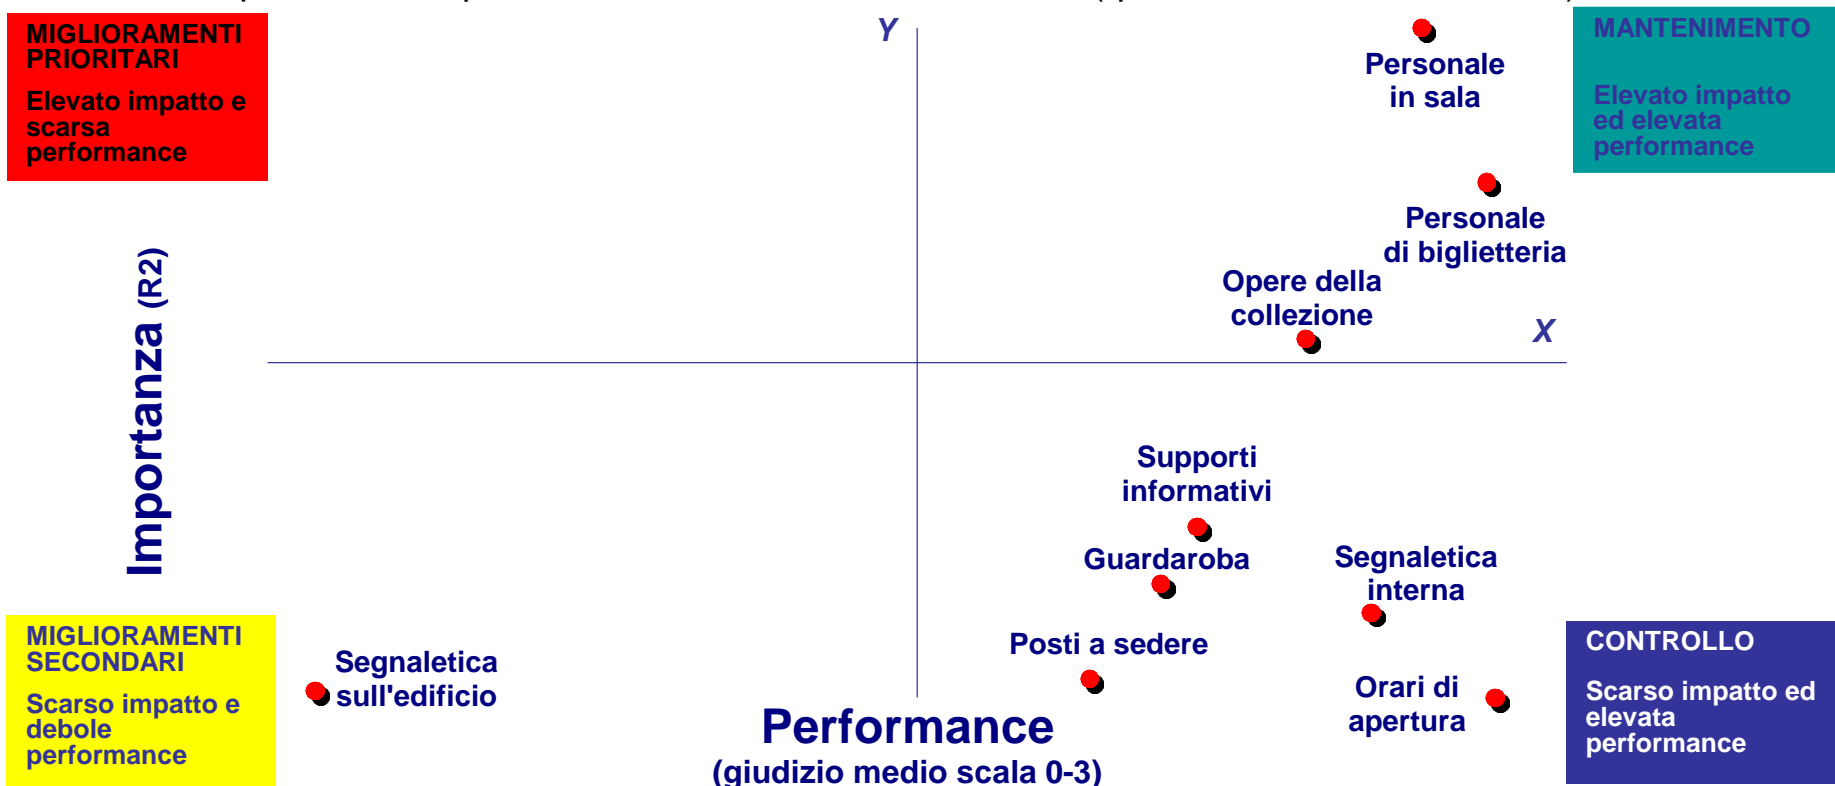 MIGLIORAMENTI
PRIORITARI
Elevato impatto e
scarsa
performance
Y
Personale
in sala
MANTENIMENTO
Elevato impatto
ed elevata
performance
Personale
di biglietteria
Opere della
collezione
X
Importanza (R2)
Supporti
informativi
Guardaroba
Segnaletica
interna
Posti a sedere
Orari di
apertura
Segnaletica
sull'edificio
MIGLIORAMENTI
SECONDARI
Scarso impatto e
debole
performance
Performance
(giudizio medio scala 0-3)
CONTROLLO
Scarso impatto ed
elevata
performance